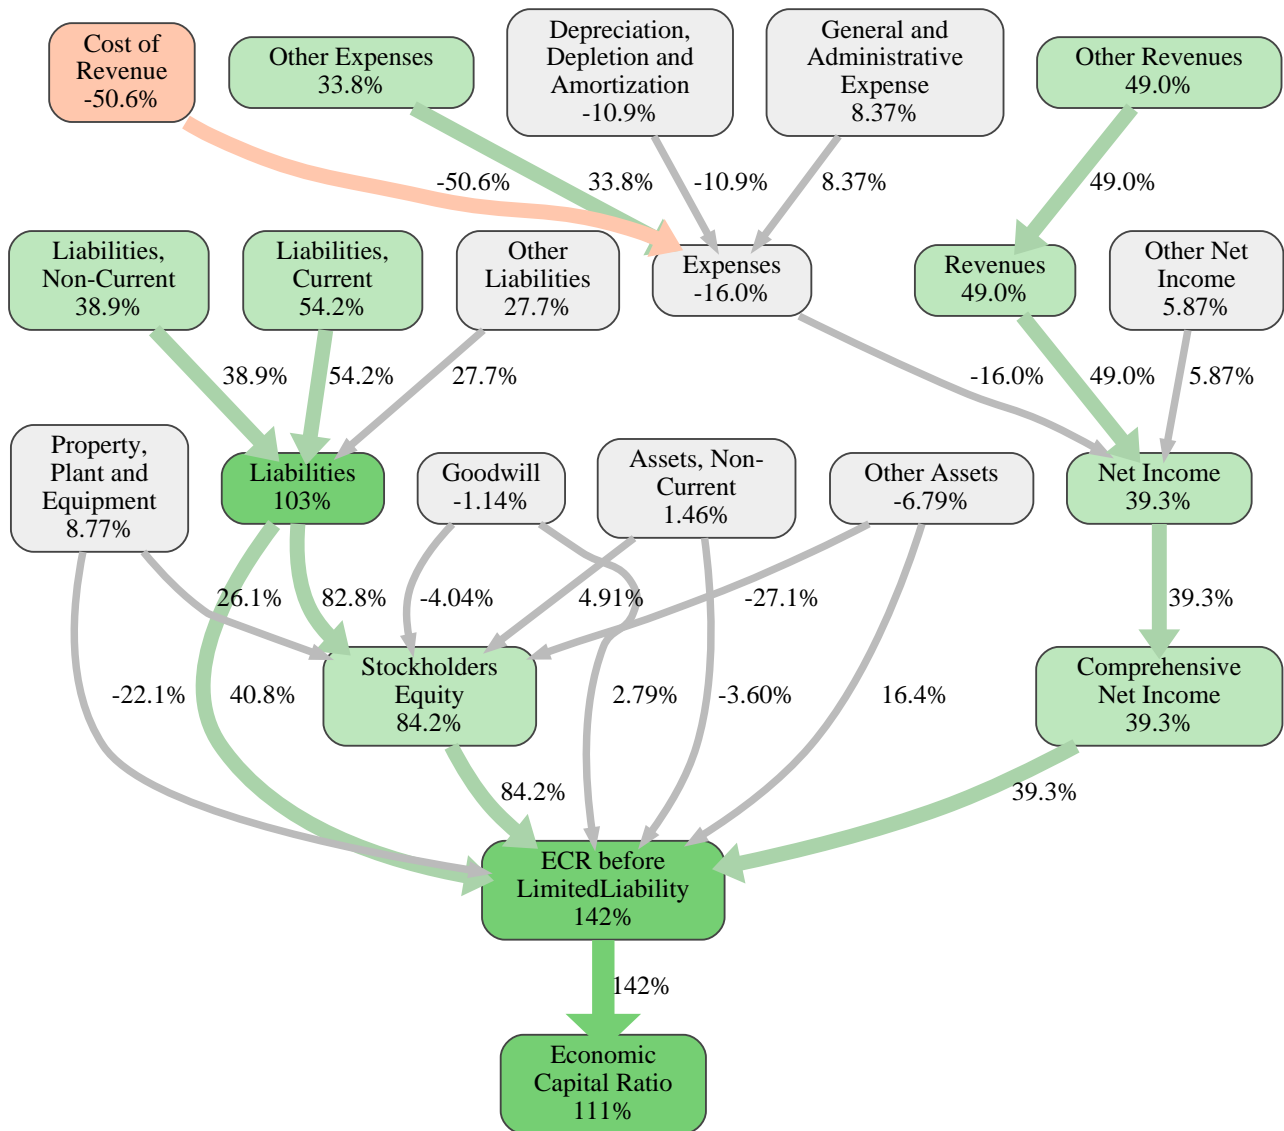 Cost of
Revenue
-50.6%
Other Expenses
33.8%
Depreciation,
Depletion and
Amortization
-10.9%
General and
Administrative
Expense
8.37%
Other Revenues
49.0%
-50.6%
33.8%
-10.9%
8.37%
49.0%
Liabilities,
Non-Current
38.9%
Liabilities,
Current
54.2%
Other
Liabilities
27.7%
Expenses
-16.0%
Revenues
49.0%
Other Net
Income
5.87%
38.9%
54.2%
27.7%
-16.0%
49.0%
5.87%
Property,
Plant and
Equipment
8.77%
Liabilities
103%
Goodwill
-1.14%
Assets, Non-
Current
1.46%
Other Assets
-6.79%
Net Income
39.3%
26.1%
82.8%
-4.04%
4.91%
-27.1%
39.3%
Stockholders
Equity
84.2%
Comprehensive
Net Income
39.3%
-22.1%
40.8%
2.79%
-3.60%
16.4%
84.2%
39.3%
ECR before
LimitedLiability
142%
142%
Economic
Capital Ratio
111%